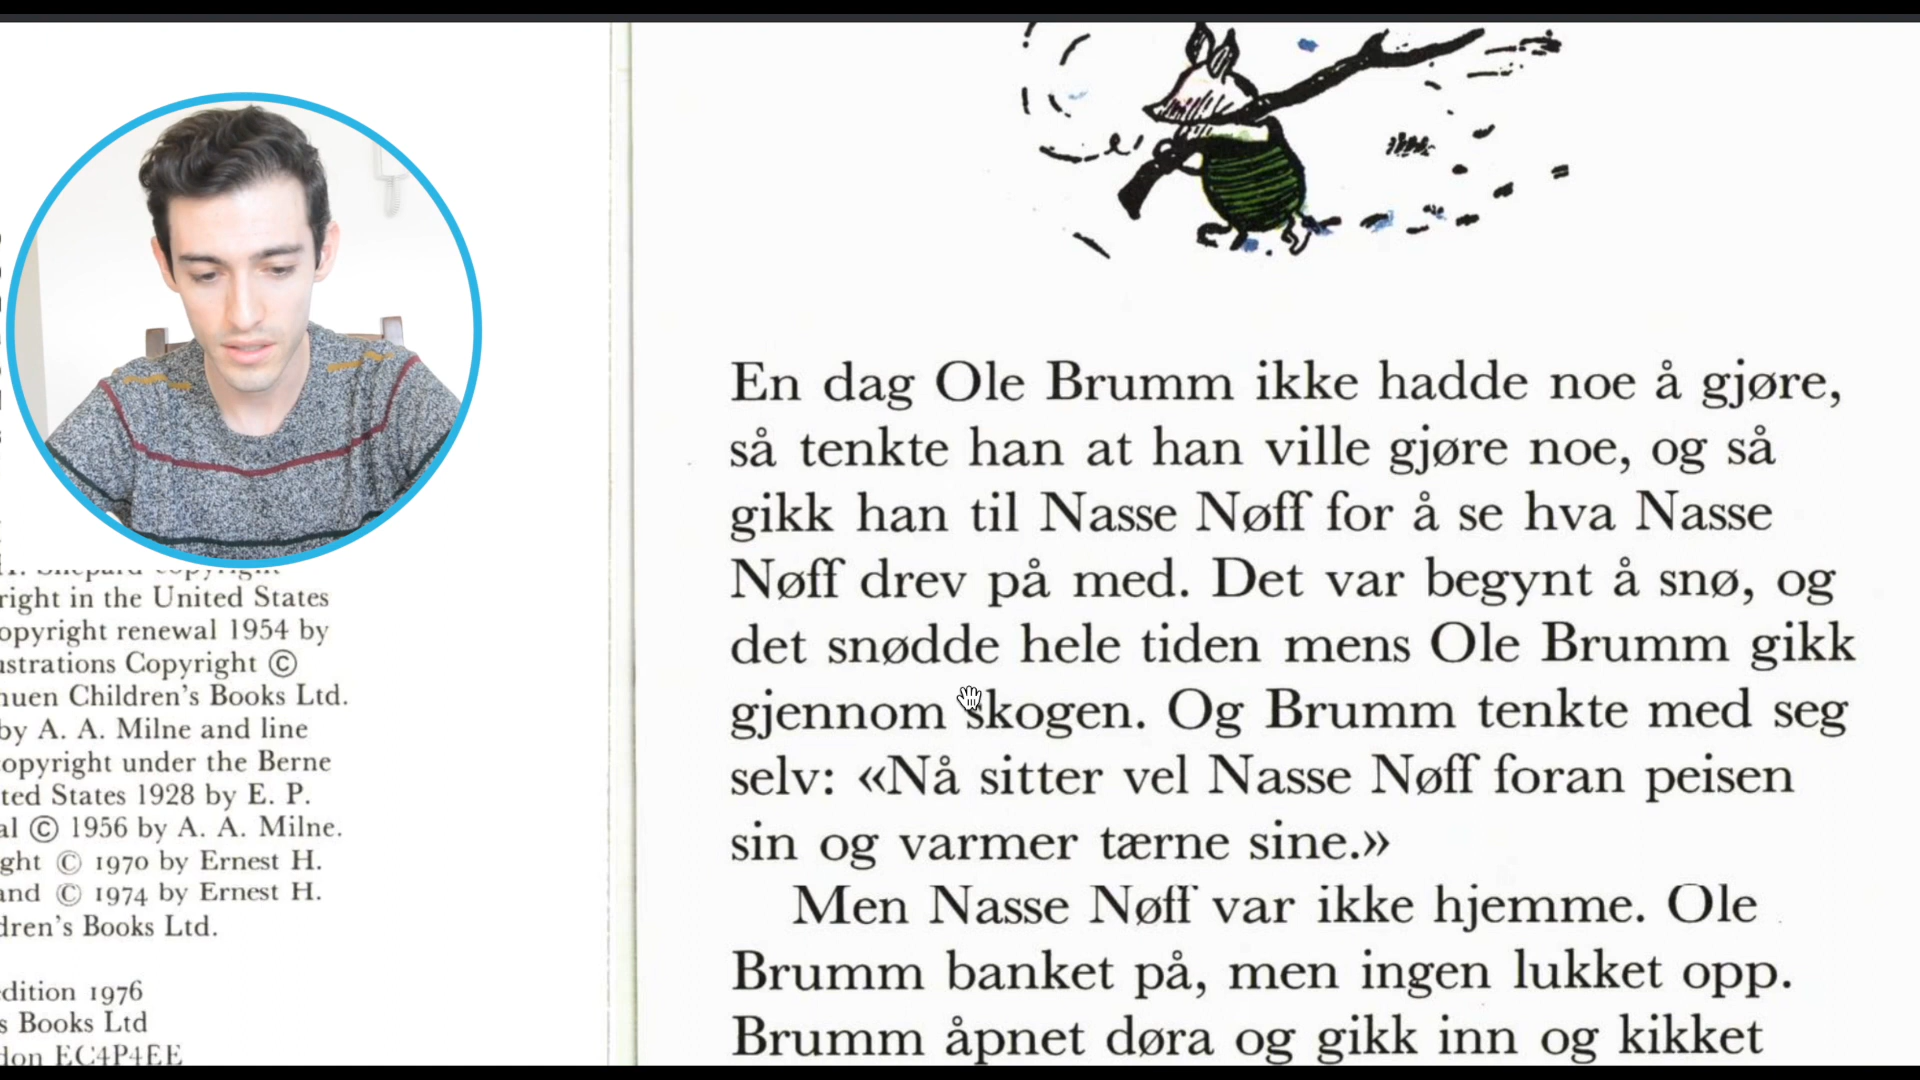 right in the United States
opyright renewal 1954 by
ustrations Copyright ©
huen Children's Books Ltd.
by A. A. Milne and line
opyright under the Berne
ted States 1928 by E. P.
al © 1956 by A. A. Milne.
ght © 1970 by Ernest H.
and © 1974 by Ernest H.
dren's Books Ltd.
dition 1976
s Books Ltd
don EC4P4EE
En dag Ole Brumm ikke hadde noe å gjøre,
så tenkte han at han ville gjøre noe, og så
gikk han til Nasse Nøff for å se hva Nasse
Nøff drev på med. Det var begynt å snø, og
det snødde hele tiden mens Ole Brumm gikk
gjennom skogen. Og Brumm tenkte med seg
selv: «Nå sitter vel Nasse Nøff foran peisen
sin og varmer tærne sine.»
Men Nasse Nøff var ikke hjemme. Ole
Brumm banket på, men ingen lukket opp.
Brumm åpnet døra og gikk inn og kikket